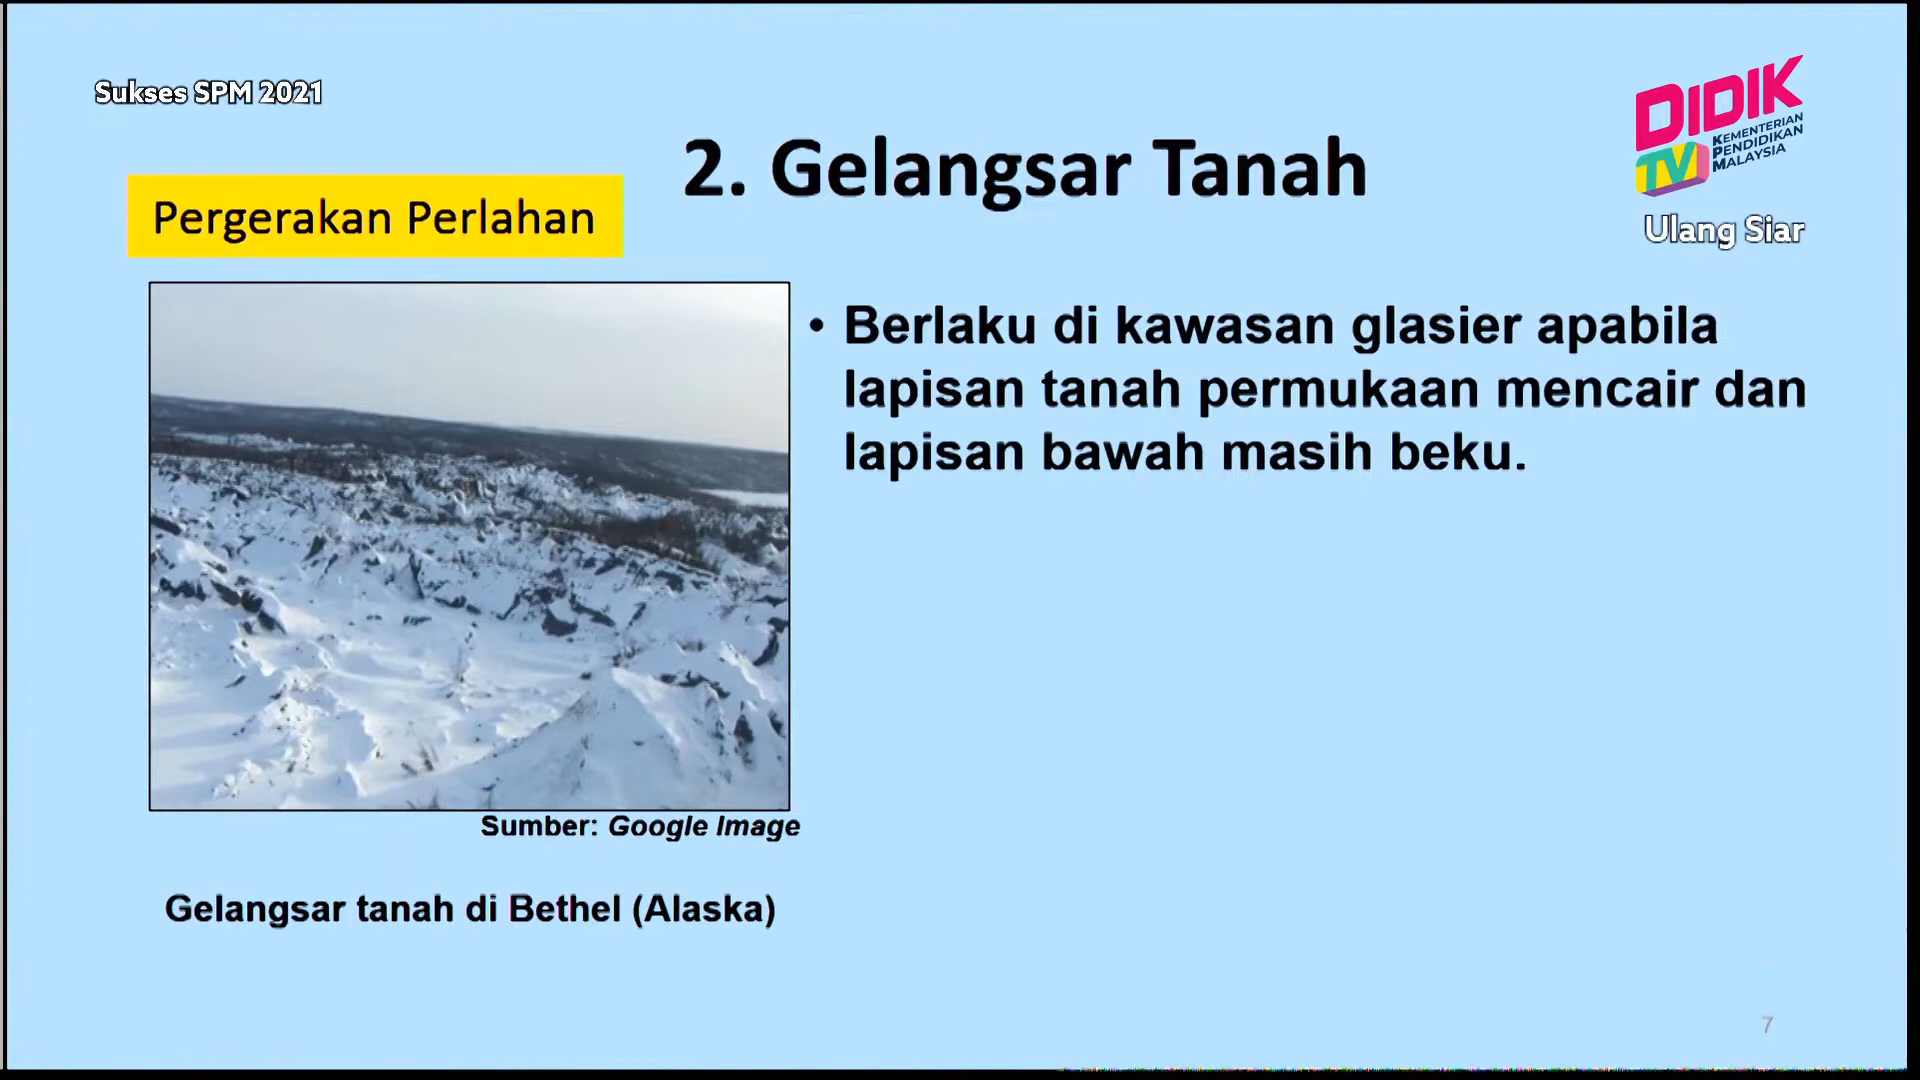 Sukses SPM 2021
DIDIK
TV
KEMENTERIAN
PENDIDIKAN
MALAYSIA
Ulang Siar
2. Gelangsar Tanah
Pergerakan Perlahan
• Berlaku di kawasan glasier apabila
lapisan tanah permukaan mencair dan
lapisan bawah masih beku.
Sumber: Google Image
Gelangsar tanah di Bethel (Alaska)
7